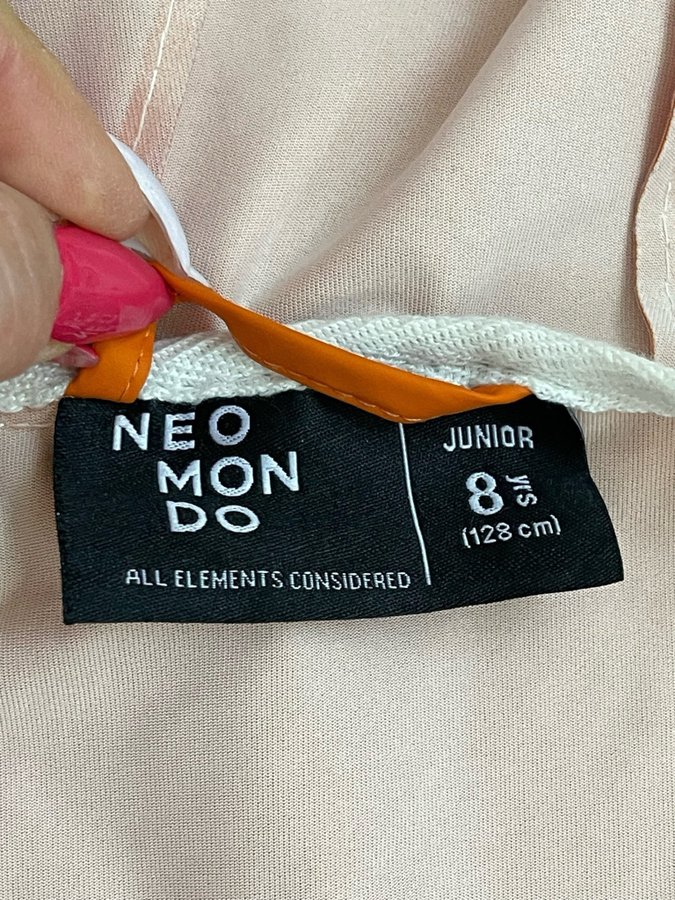 NEO
MON
DO
ALL ELEMENTS CONSIDERED
JUNIOR
8 yrs
(128 cm)